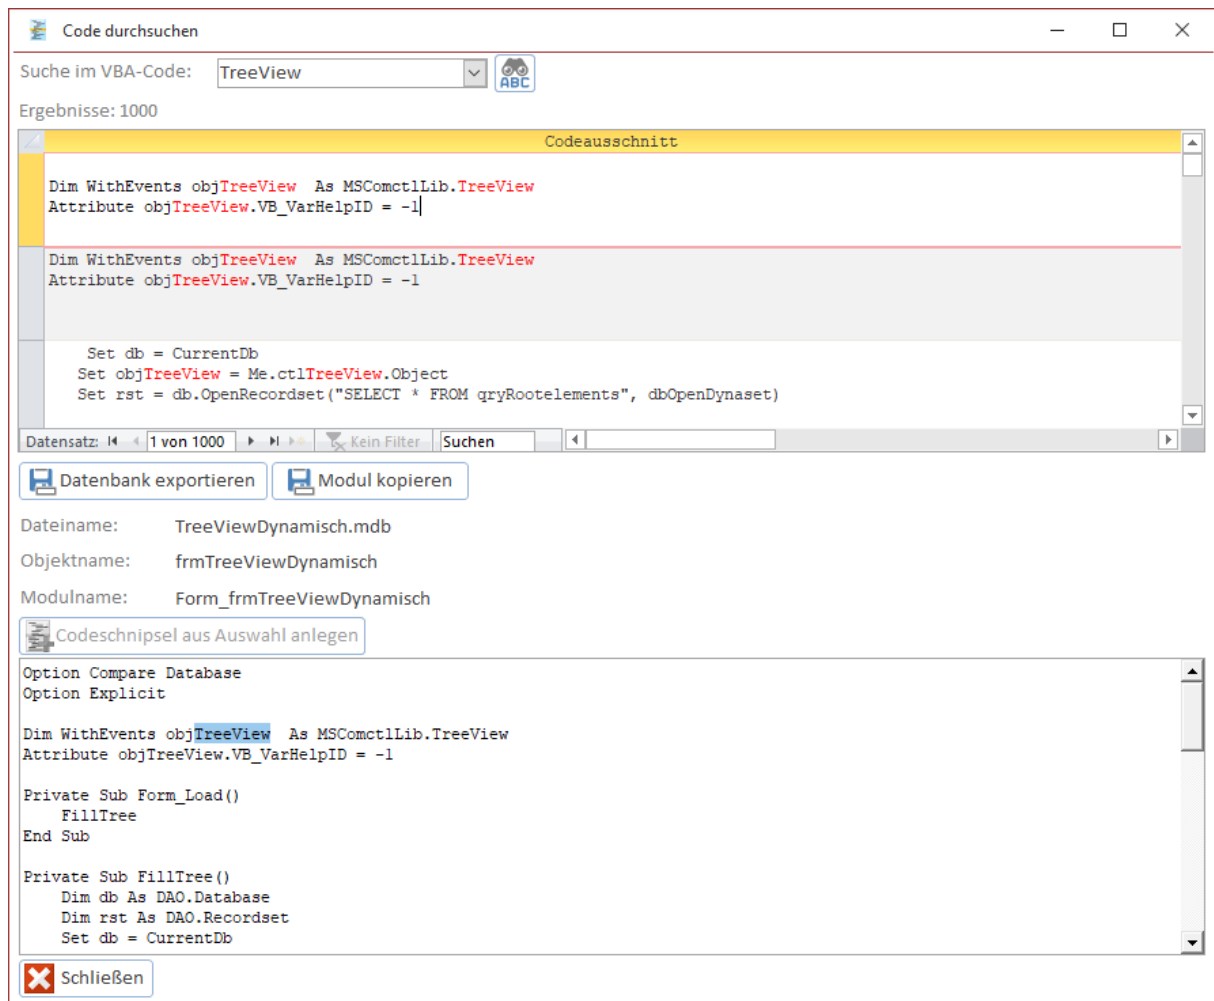 Code durchsuchen
Suche im VBA-Code: TreeView ABC
Ergebnisse: 1000
Codeausschnitt
Dim WithEvents objTreeView  As MSComctlLib.TreeView
Attribute objTreeView.VB_VarHelpID = -1
Dim WithEvents objTreeView  As MSComctlLib.TreeView
Attribute objTreeView.VB_VarHelpID = -1
Set db = CurrentDb
Set objTreeView = Me.ctlTreeView.Object
Set rst = db.OpenRecordset("SELECT * FROM qryRootelements", dbOpenDynaset)
Datensatz: 1 von 1000 Kein Filter Suchen
Datenbank exportieren Modul kopieren
Dateiname: TreeViewDynamisch.mdb
Objektname: frmTreeViewDynamisch
Modulname: Form_frmTreeViewDynamisch
Codeschnipsel aus Auswahl anlegen
Option Compare Database
Option Explicit
Dim WithEvents objTreeView  As MSComctlLib.TreeView
Attribute objTreeView.VB_VarHelpID = -1
Private Sub Form_Load()
FillTree
End Sub
Private Sub FillTree()
Dim db As DAO.Database
Dim rst As DAO.Recordset
Set db = CurrentDb
Schließen